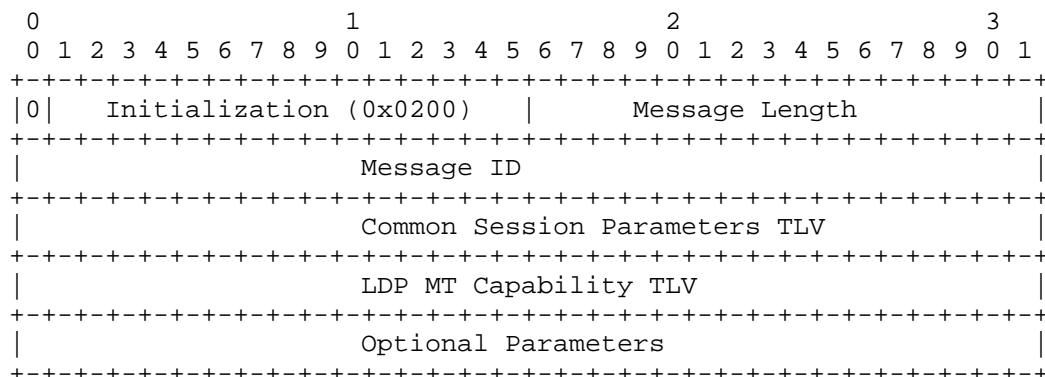 0                   1                   2                   3
 0 1 2 3 4 5 6 7 8 9 0 1 2 3 4 5 6 7 8 9 0 1 2 3 4 5 6 7 8 9 0 1
+-+-+-+-+-+-+-+-+-+-+-+-+-+-+-+-+-+-+-+-+-+-+-+-+-+-+-+-+-+-+-+-+
|0|   Initialization (0x0200)   |      Message Length           |
+-+-+-+-+-+-+-+-+-+-+-+-+-+-+-+-+-+-+-+-+-+-+-+-+-+-+-+-+-+-+-+-+
|                     Message ID                                |
+-+-+-+-+-+-+-+-+-+-+-+-+-+-+-+-+-+-+-+-+-+-+-+-+-+-+-+-+-+-+-+-+
|                     Common Session Parameters TLV             |
+-+-+-+-+-+-+-+-+-+-+-+-+-+-+-+-+-+-+-+-+-+-+-+-+-+-+-+-+-+-+-+-+
|                     LDP MT Capability TLV                     |
+-+-+-+-+-+-+-+-+-+-+-+-+-+-+-+-+-+-+-+-+-+-+-+-+-+-+-+-+-+-+-+-+
|                     Optional Parameters                       |
+-+-+-+-+-+-+-+-+-+-+-+-+-+-+-+-+-+-+-+-+-+-+-+-+-+-+-+-+-+-+-+-+